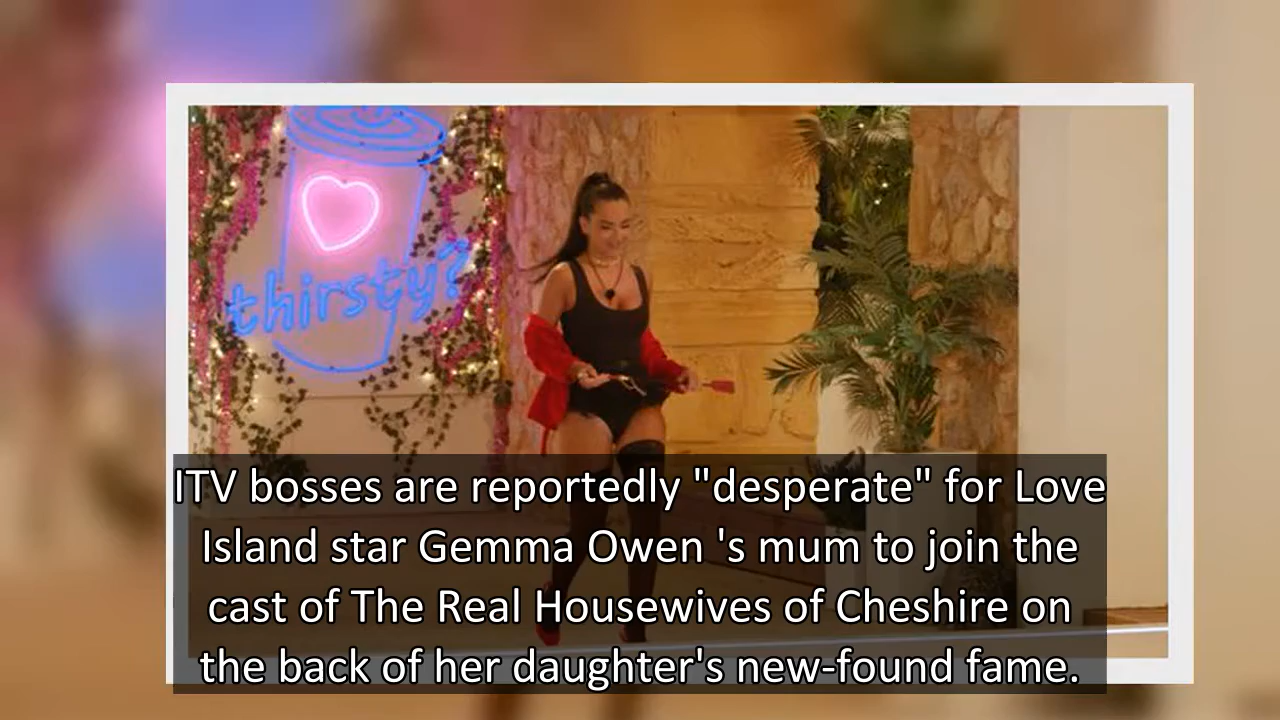 thirsty?
ITV bosses are reportedly "desperate" for Love
Island star Gemma Owen 's mum to join the
cast of The Real Housewives of Cheshire on
the back of her daughter's new-found fame.